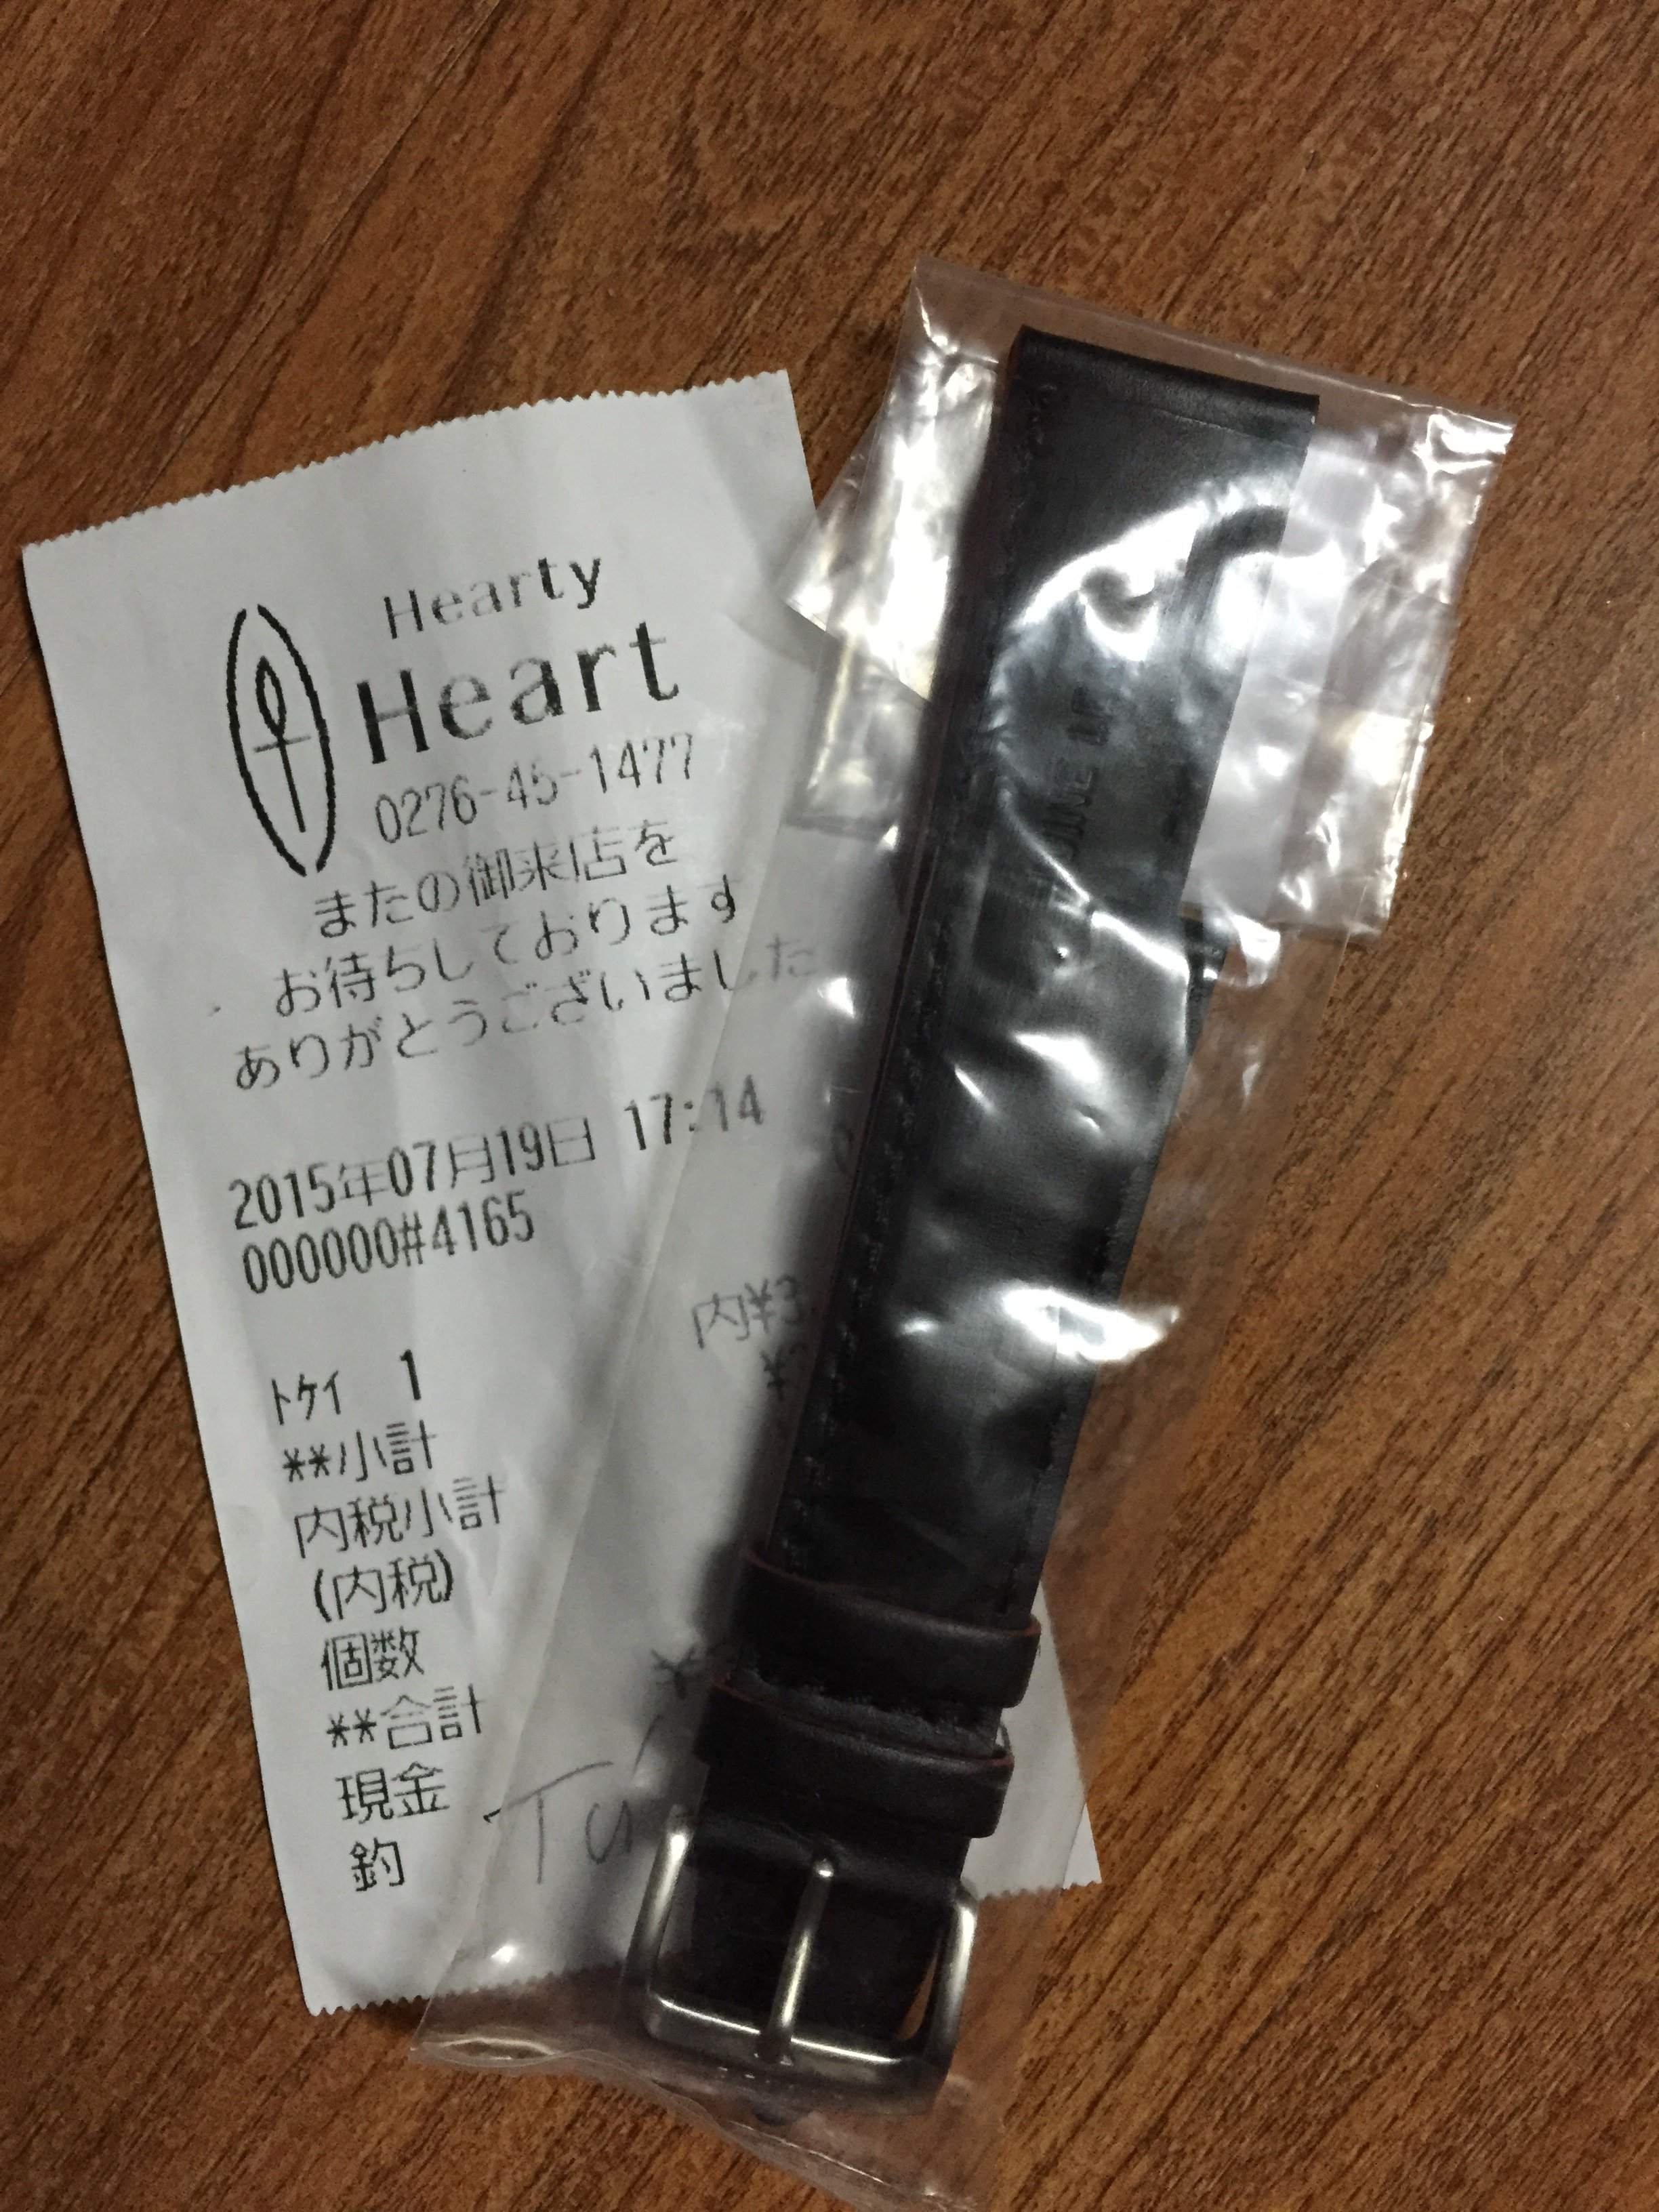 Hearty
Heart
0276-45-1477
またの御来店を
お待ちしております
ありがとうございました
2015年07月19日 17:14
000000#4165
ﾄｹｲ 1
内¥3
**小計
内税小計
(内税)
個数
**合計
現金
釣